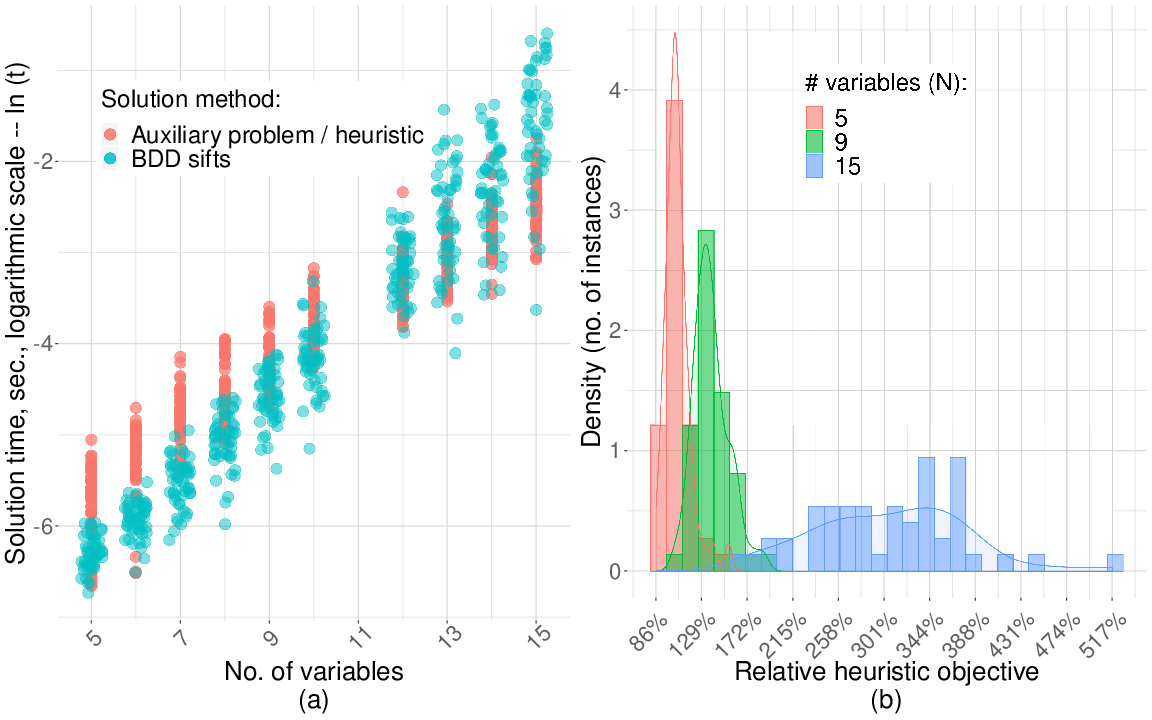 Solution time, sec., logarithmic scale -- ln (t)
-2
-4
-6
Solution method:
Auxiliary problem / heuristic
BDD sifts
5
7
9
11
13
15
No. of variables
(a)
Density (no. of instances)
4
3
2
1
0
# variables (N):
5
9
15
86%
129%
172%
215%
258%
301%
344%
388%
431%
474%
517%
Relative heuristic objective
(b)